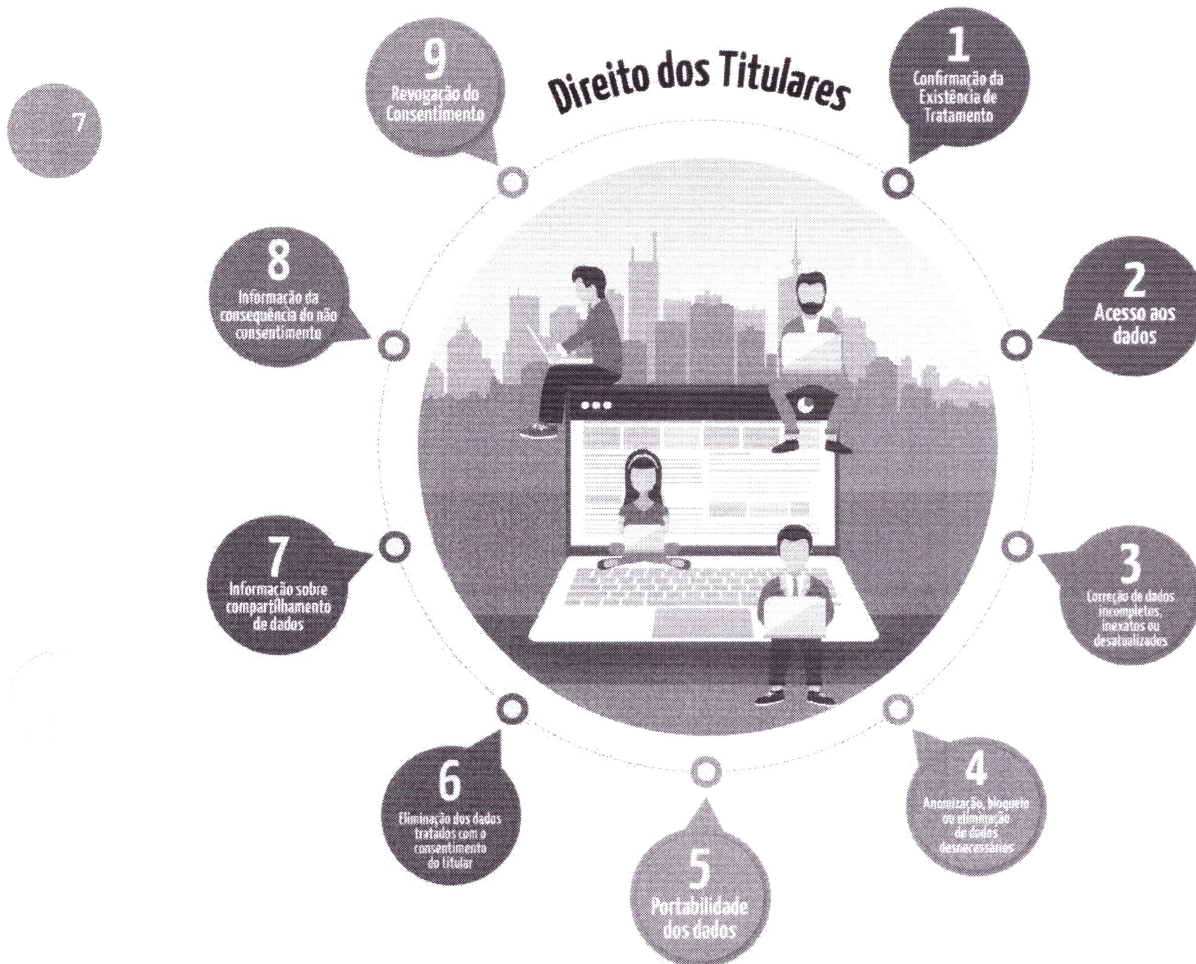 7
Direito dos Titulares
1
Confirmação da
Existência de
Tratamento
2
Acesso aos
dados
3
Correção de dados
incompletos,
inexatos ou
desatualizados
4
Anomização, bloqueio
ou eliminação
de dados
desnecessários
5
Portabilidade
dos dados
6
Eliminação dos dados
tratados com o
consentimento
do titular
7
Informação sobre
compartilhamento
de dados
8
Informação da
consequência do não
consentimento
9
Revogação do
Consentimento